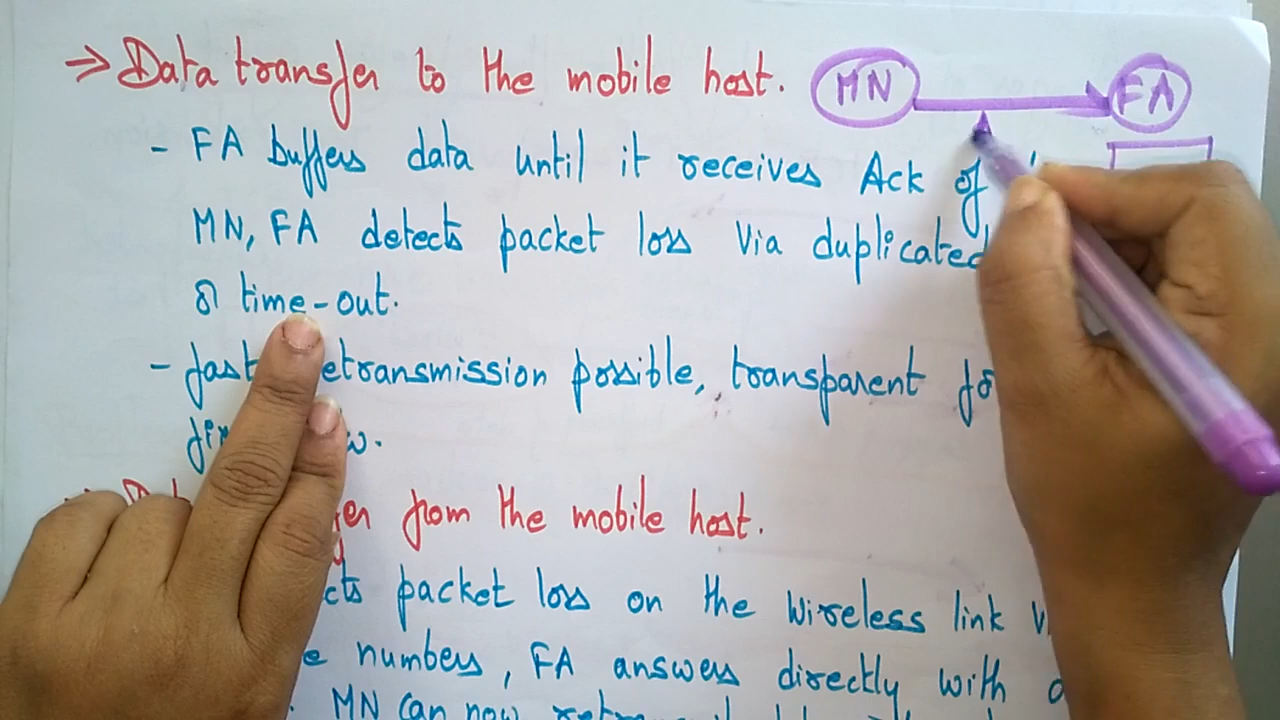 → Data transfer to the mobile host. MN FA
- FA buffers data until it receives Ack of
MN, FA detects packet loss via duplicated
or time-out.
- fast retransmission possible, transparent for
from the mobile host.
packet loss on the wireless link
numbers, FA answers directly with
MN can now